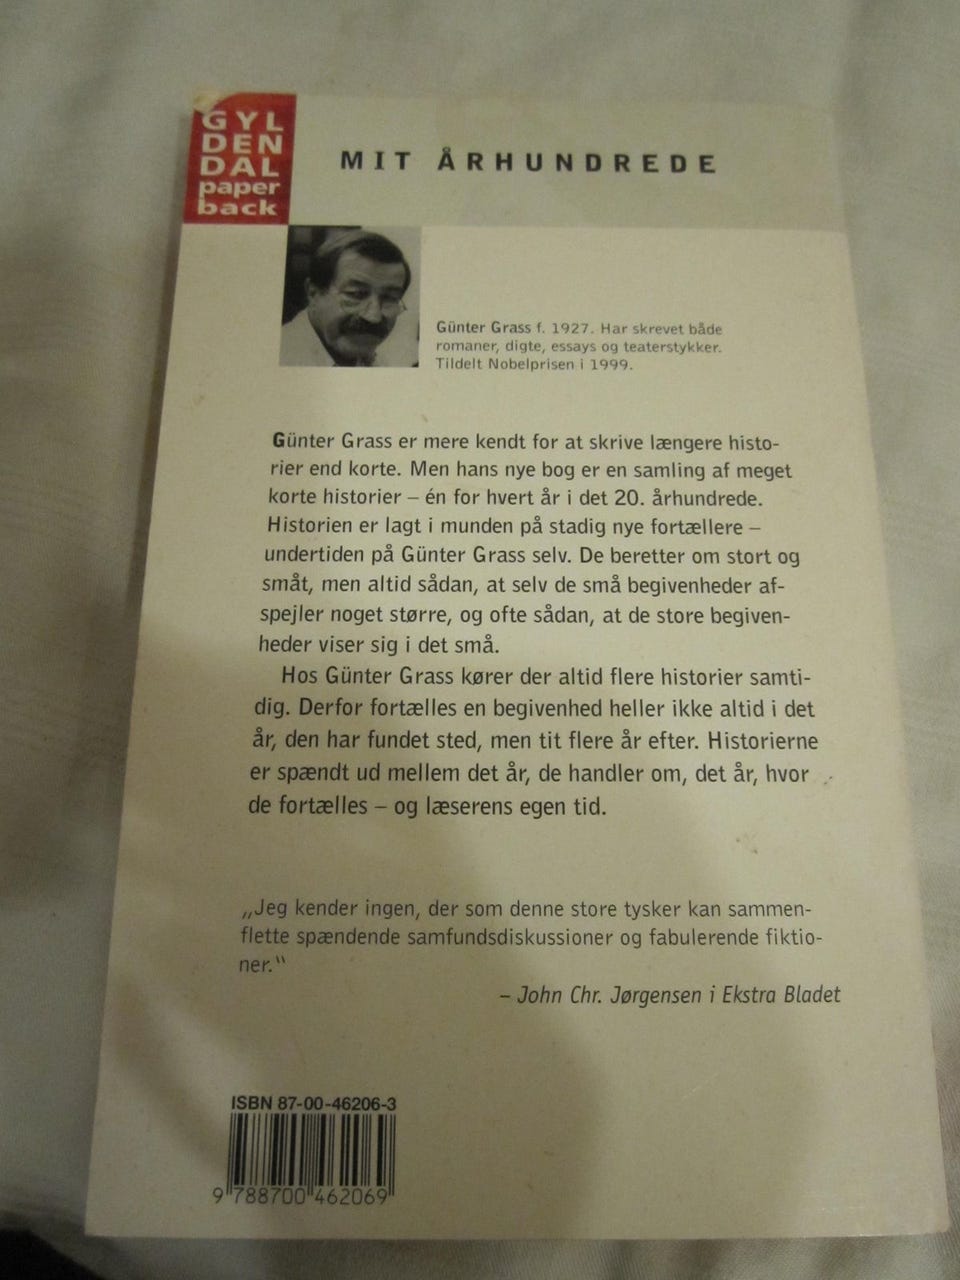 GYL
DEN
DAL
paper
back
MIT ÅRHUNDREDE
Günter Grass f. 1927. Har skrevet både
romaner, digte, essays og teaterstykker.
Tildelt Nobelprisen i 1999.
Günter Grass er mere kendt for at skrive længere histo-
rier end korte. Men hans nye bog er en samling af meget
korte historier – én for hvert år i det 20. århundrede.
Historien er lagt i munden på stadig nye fortællere –
undertiden på Günter Grass selv. De beretter om stort og
småt, men altid sådan, at selv de små begivenheder af-
spejler noget større, og ofte sådan, at de store begiven-
heder viser sig i det små.
Hos Günter Grass kører der altid flere historier samti-
dig. Derfor fortælles en begivenhed heller ikke altid i det
år, den har fundet sted, men tit flere år efter. Historierne
er spændt ud mellem det år, de handler om, det år, hvor
de fortælles – og læserens egen tid.
„Jeg kender ingen, der som denne store tysker kan sammen-
flette spændende samfundsdiskussioner og fabulerende fiktio-
ner.“
– John Chr. Jørgensen i Ekstra Bladet
ISBN 87-00-46206-3
9 788700 462069